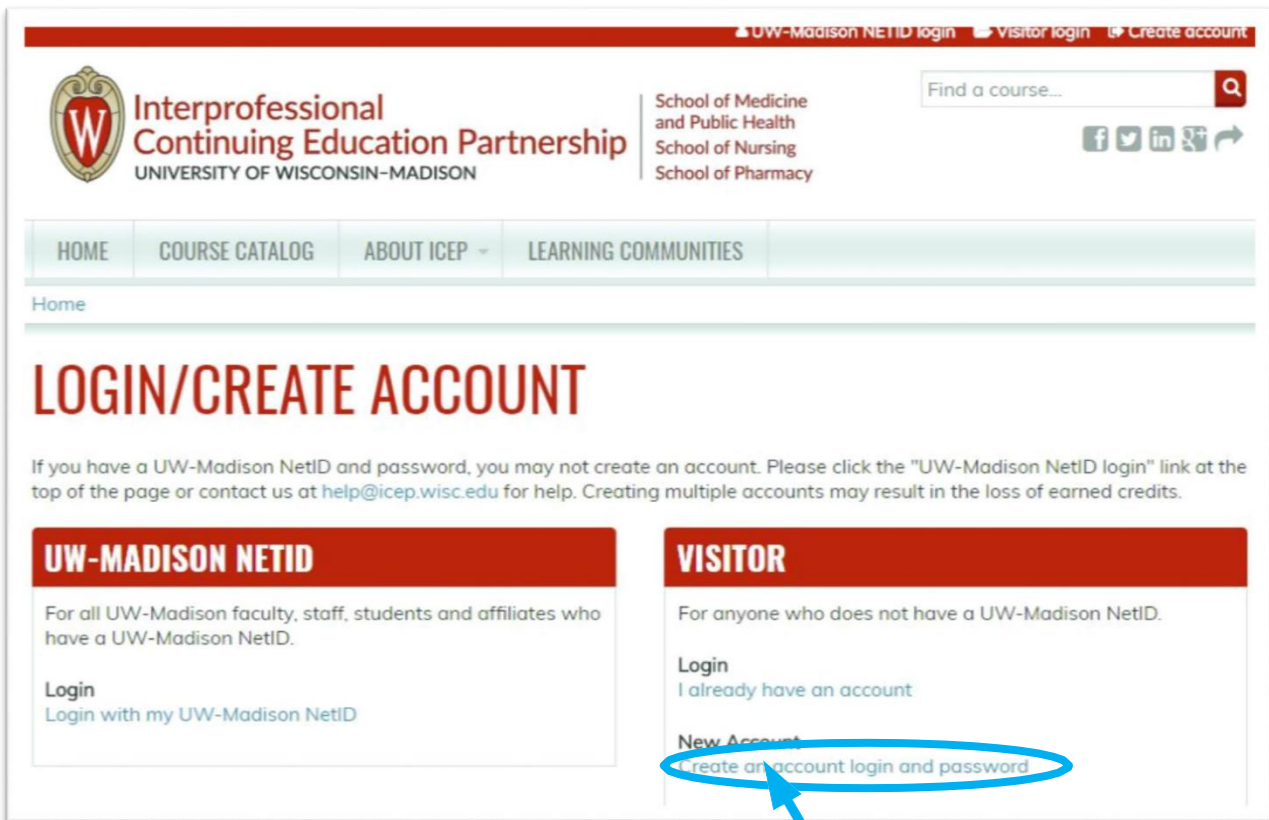 UW-Madison NETID login Visitor login Create account
Interprofessional
Continuing Education Partnership
UNIVERSITY OF WISCONSIN–MADISON
School of Medicine
and Public Health
School of Nursing
School of Pharmacy
Find a course...
W
HOME COURSE CATALOG ABOUT ICEP LEARNING COMMUNITIES
Home
LOGIN/CREATE ACCOUNT
If you have a UW-Madison NetID and password, you may not create an account. Please click the "UW-Madison NetID login" link at the
top of the page or contact us at help@icep.wisc.edu for help. Creating multiple accounts may result in the loss of earned credits.
UW-MADISON NETID
For all UW-Madison faculty, staff, students and affiliates who
have a UW-Madison NetID.
Login
Login with my UW-Madison NetID
VISITOR
For anyone who does not have a UW-Madison NetID.
Login
I already have an account
New Account
Create an account login and password